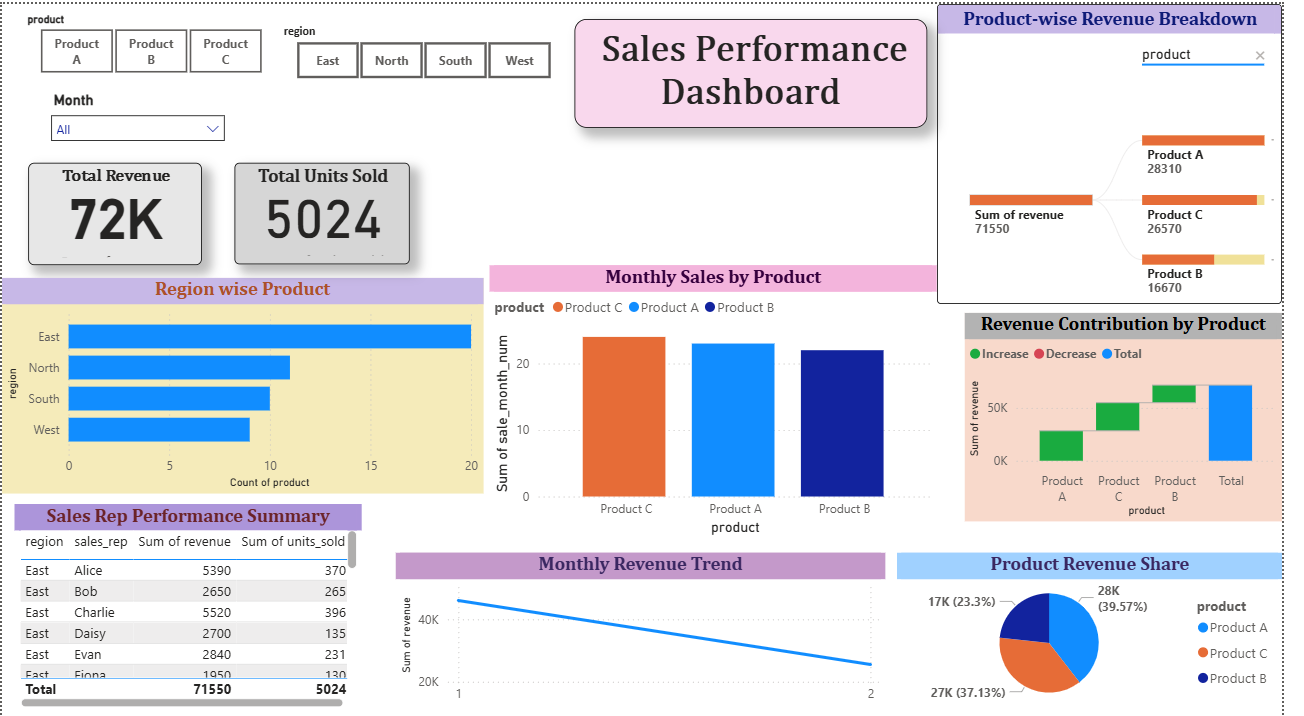 product
Product A
Product B
Product C
region
East
North
South
West
Month
All
Sales Performance
Dashboard
Product-wise Revenue Breakdown
product
Sum of revenue
71550
Product A
28310
Product C
26570
Product B
16670
Total Revenue
72K
Total Units Sold
5024
Region wise Product
region
East
North
South
West
0 5 10 15 20
Count of product
Monthly Sales by Product
product Product C Product A Product B
Sum of sale_month_num
20
10
0
Product C Product A Product B
product
Revenue Contribution by Product
Increase Decrease Total
Sum of revenue
50K
0K
Product A
Product C
Product B
Total
product
Sales Rep Performance Summary
region sales_rep Sum of revenue Sum of units_sold
East Alice 5390 370
East Bob 2650 265
East Charlie 5520 396
East Daisy 2700 135
East Evan 2840 231
East Fiona 1950 130
Total 71550 5024
Monthly Revenue Trend
Sum of revenue
40K
20K
1 2
Product Revenue Share
17K (23.3%)
28K
(39.57%)
27K (37.13%)
product
Product A
Product C
Product B